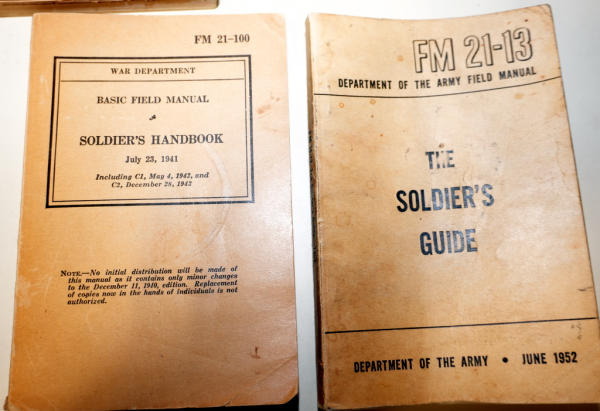 FM 21-100
WAR DEPARTMENT
BASIC FIELD MANUAL
SOLDIER'S HANDBOOK
July 23, 1941
Including C1, May 4, 1942, and
C2, December 28, 1942
NOTE.—No initial distribution will be made of
this manual as it contains only minor changes
to the December 11, 1940, edition. Replacement
of copies now in the hands of individuals is not
authorized.
FM 21-13
DEPARTMENT OF THE ARMY FIELD MANUAL
THE
SOLDIER'S
GUIDE
DEPARTMENT OF THE ARMY • JUNE 1952